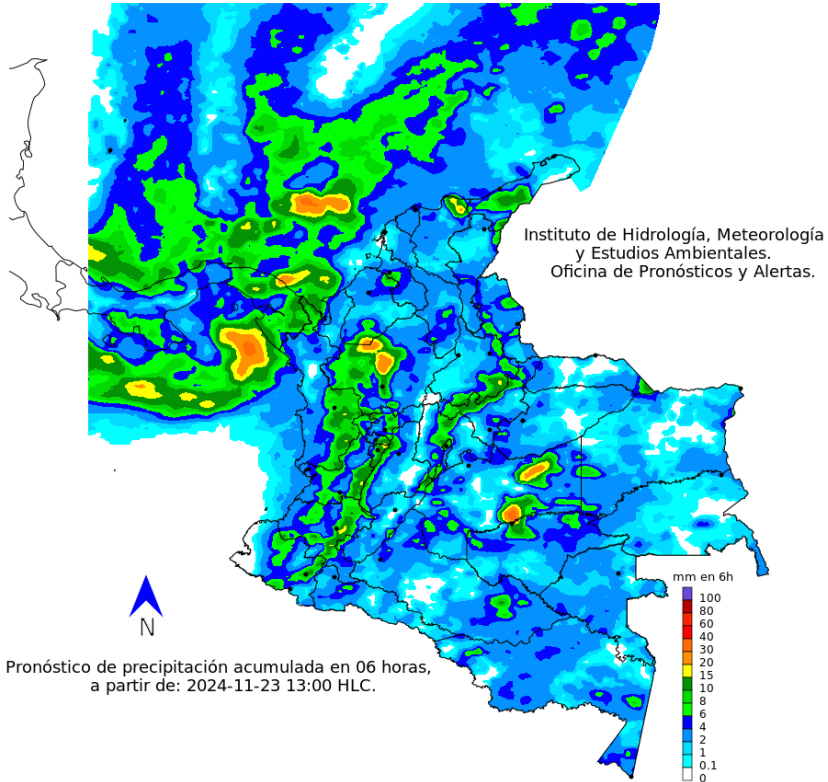 Instituto de Hidrología, Meteorología
y Estudios Ambientales.
Oficina de Pronósticos y Alertas.
mm en 6h
100
80
60
40
30
20
15
10
8
6
4
2
1
0.1
0
N
Pronóstico de precipitación acumulada en 06 horas,
a partir de: 2024-11-23 13:00 HLC.